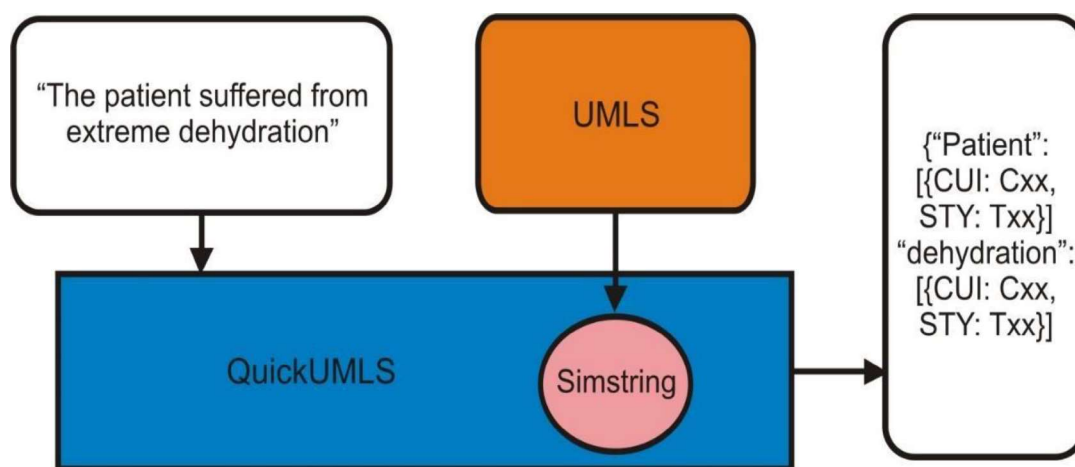 “The patient suffered from
extreme dehydration”
UMLS
QuickUMLS
Simstring
{“Patient”:
[{CUI: Cxx,
STY: Txx}]
“dehydration”:
[{CUI: Cxx,
STY: Txx}]